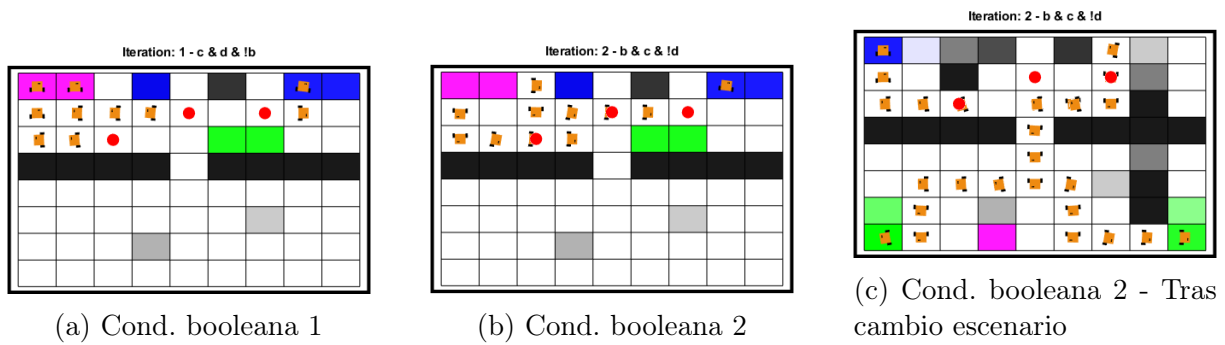 Iteration: 1 - c & d & !b
(a) Cond. booleana 1
Iteration: 2 - b & c & !d
(b) Cond. booleana 2
Iteration: 2 - b & c & !d
(c) Cond. booleana 2 - Tras
cambio escenario